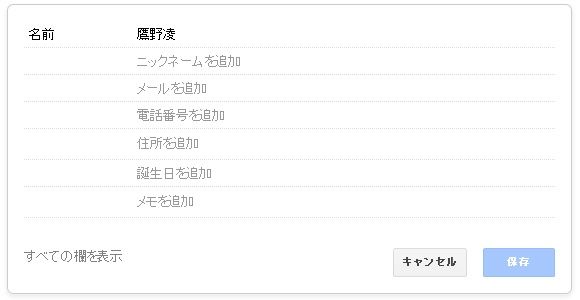 名前 鷹野凌
ニックネームを追加
メールを追加
電話番号を追加
住所を追加
誕生日を追加
メモを追加
すべての欄を表示 キャンセル 保存